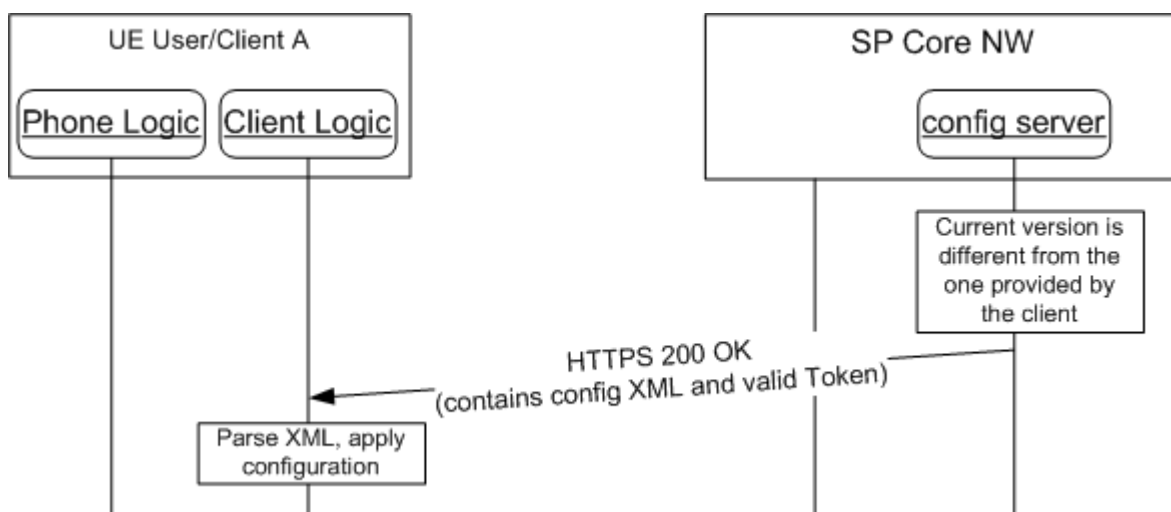 UE User/Client A
SP Core NW
Phone Logic
Client Logic
config server
Current version is
different from the
one provided by
the client
HTTPS 200 OK
(contains config XML and valid Token)
Parse XML, apply
configuration